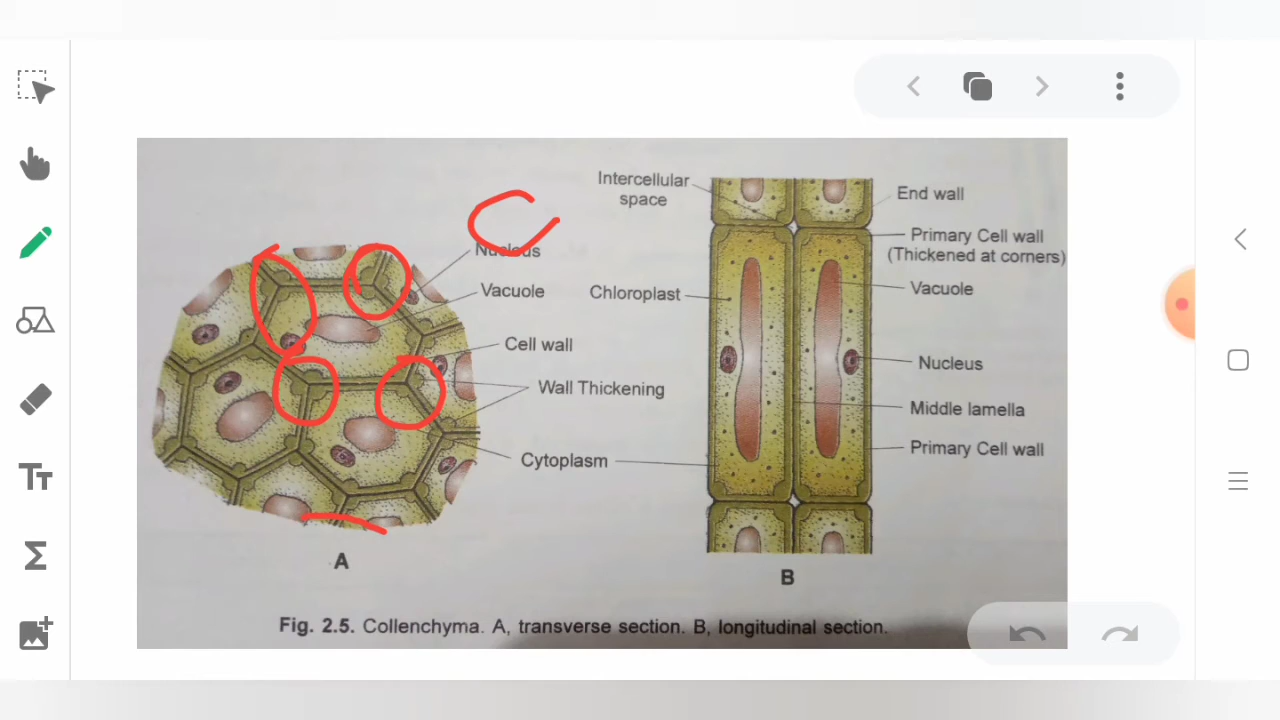 Intercellular
space
End wall
Primary Cell wall
(Thickened at corners)
Nucleus
Vacuole
Chloroplast
Vacuole
Cell wall
Wall Thickening
Nucleus
Middle lamella
Cytoplasm
Primary Cell wall
A
B
Fig. 2.5. Collenchyma. A, transverse section. B, longitudinal section.
Tт
Σ